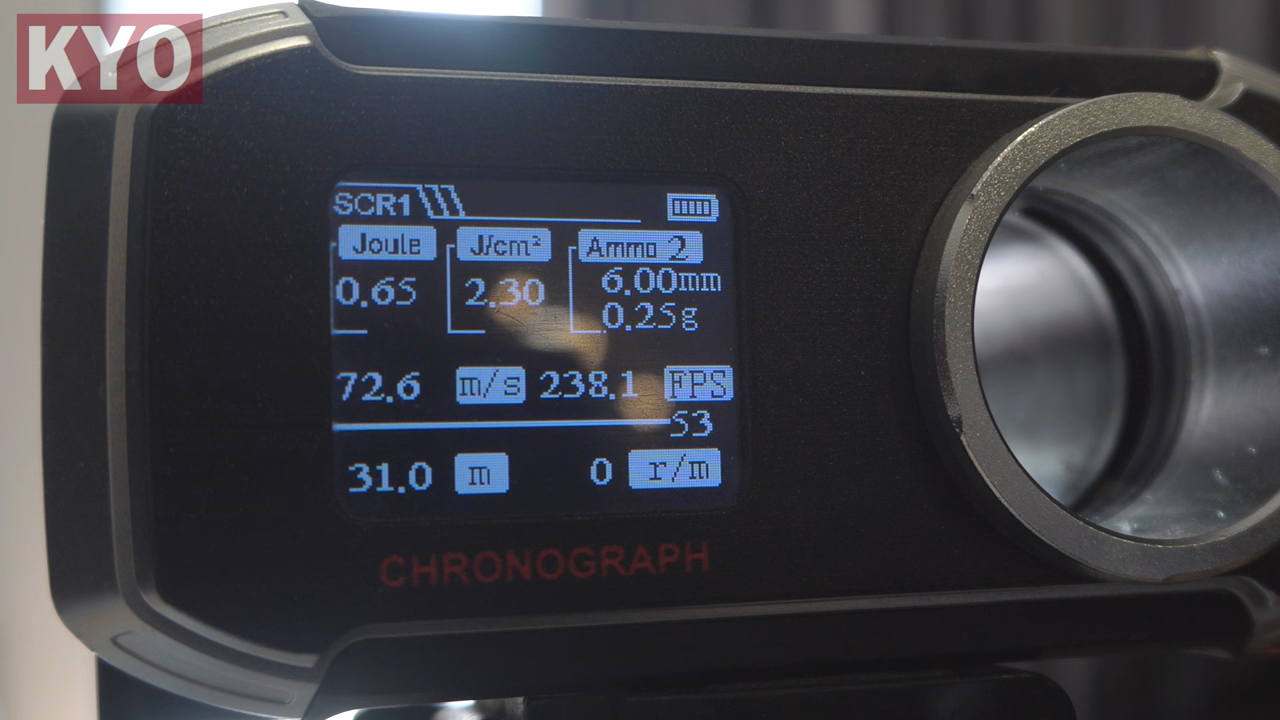 KYO
SCR1
Joule J/cm² Ammo 2
0.65 2.30 6.00mm
0.25g
72.6 m/s 238.1 FPS
53
31.0 m 0 r/m
CHRONOGRAPH